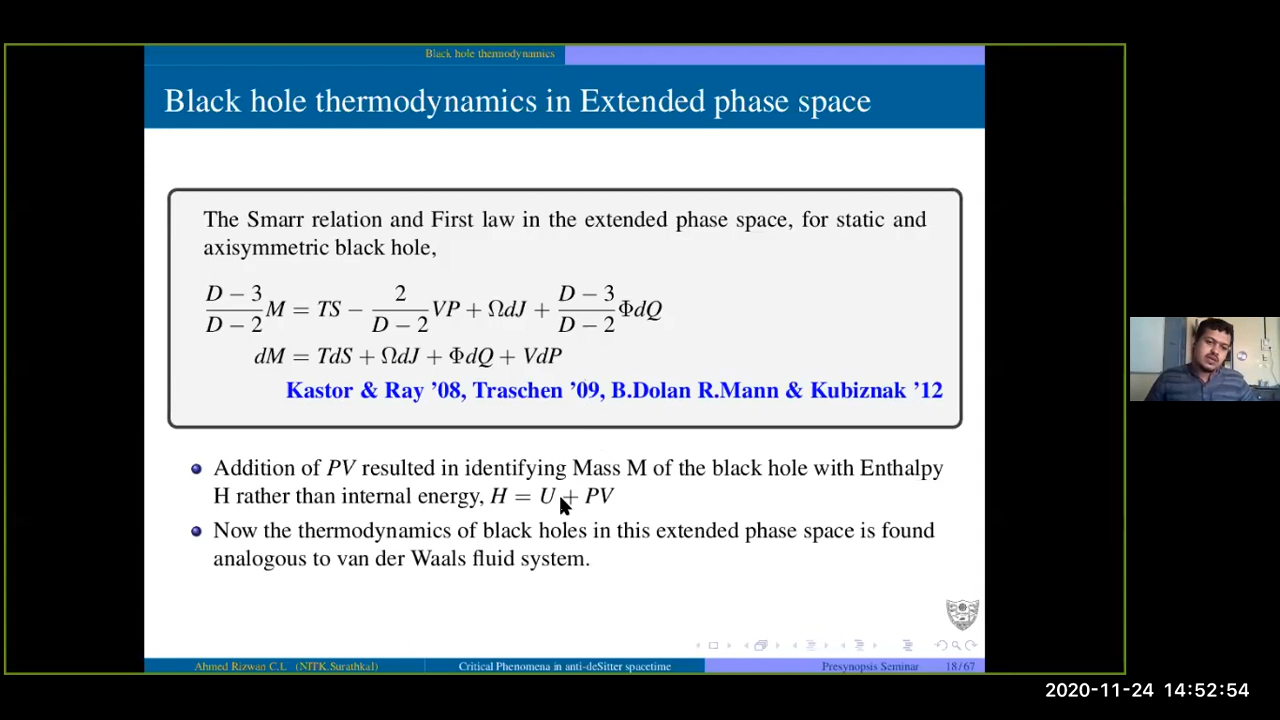 Black hole thermodynamics
Black hole thermodynamics in Extended phase space
The Smarr relation and First law in the extended phase space, for static and
axisymmetric black hole,
\frac{D-3}{D-2}M = TS - \frac{2}{D-2}VP + ΩdJ + \frac{D-3}{D-2}ΦdQ
dM = TdS + ΩdJ + ΦdQ + VdP
Kastor & Ray '08, Traschen '09, B.Dolan R.Mann & Kubiznak '12
Addition of PV resulted in identifying Mass M of the black hole with Enthalpy
H rather than internal energy, H = U + PV
Now the thermodynamics of black holes in this extended phase space is found
analogous to van der Waals fluid system.
Ahmed Rizwan C.L (NITK,Surathkal) Critical Phenomena in anti-deSitter spacetime Presynopsis Seminar 18/67
2020-11-24 14:52:54